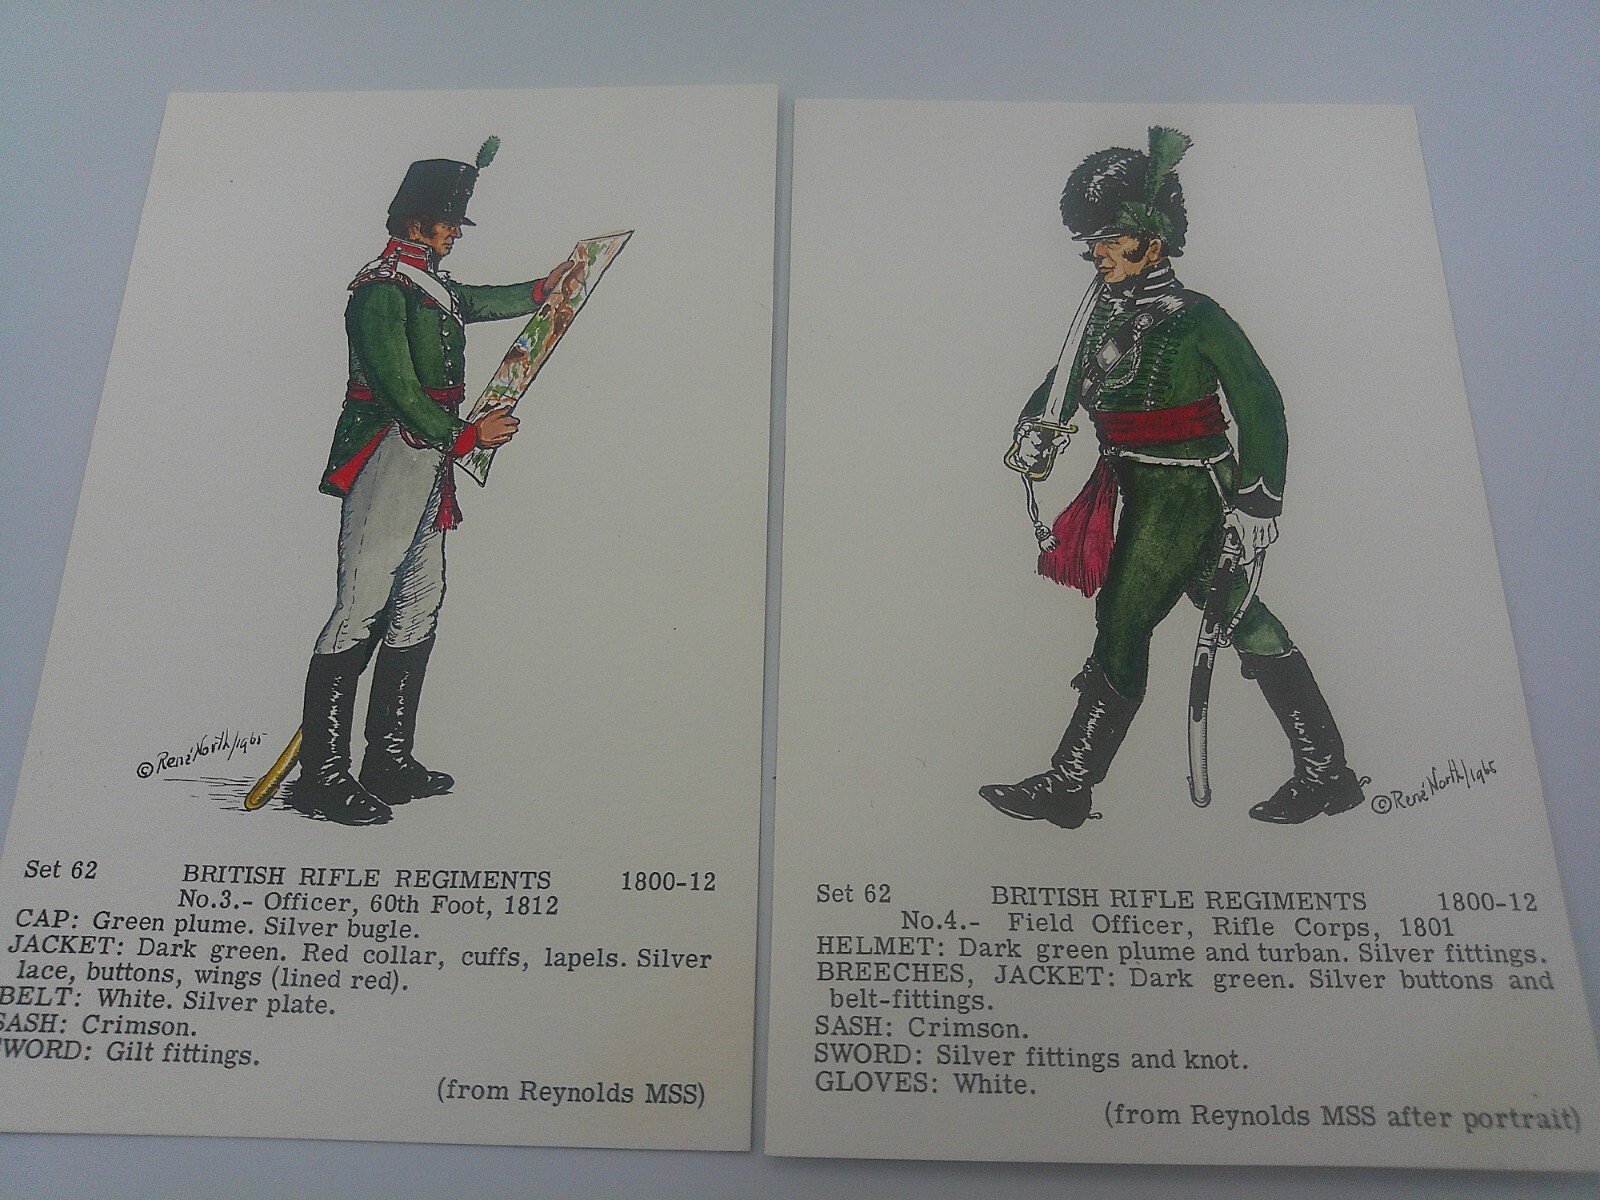 © René North/1965
Set 62 BRITISH RIFLE REGIMENTS 1800-12
No.3.- Officer, 60th Foot, 1812
CAP: Green plume. Silver bugle.
JACKET: Dark green. Red collar, cuffs, lapels. Silver
lace, buttons, wings (lined red).
BELT: White. Silver plate.
SASH: Crimson.
WORD: Gilt fittings.
(from Reynolds MSS)
© René North/1965
Set 62 BRITISH RIFLE REGIMENTS 1800-12
No.4.- Field Officer, Rifle Corps, 1801
HELMET: Dark green plume and turban. Silver fittings.
BREECHES, JACKET: Dark green. Silver buttons and
belt-fittings.
SASH: Crimson.
SWORD: Silver fittings and knot.
GLOVES: White.
(from Reynolds MSS after portrait)